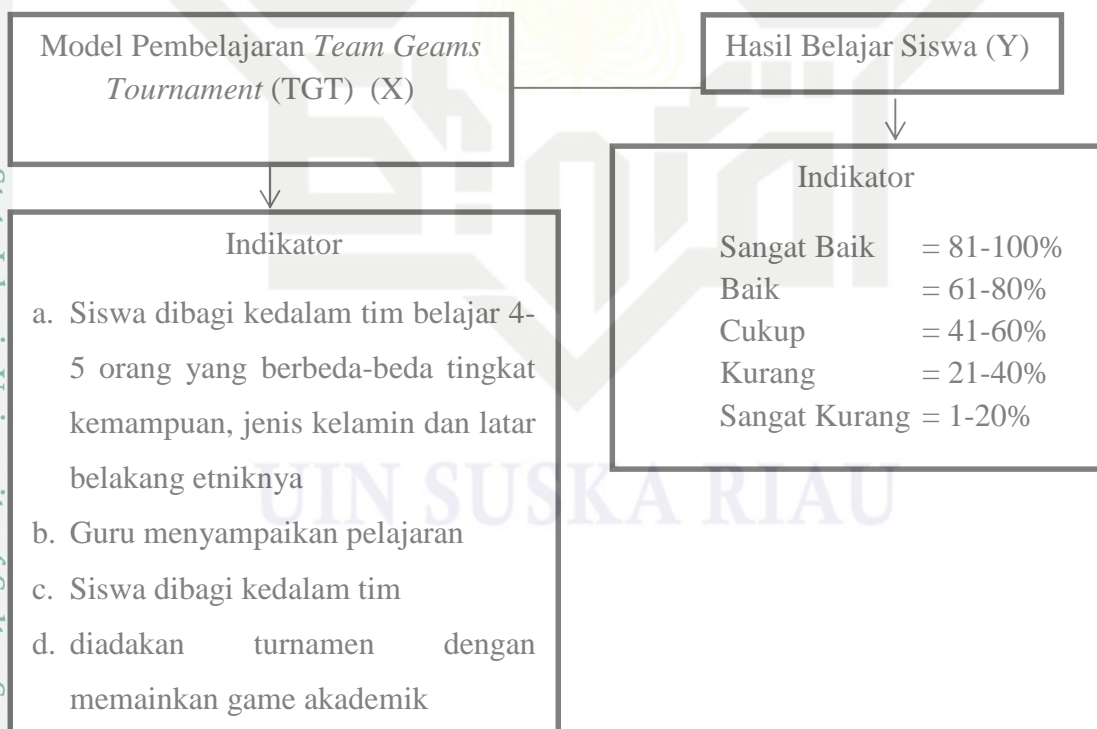 Model Pembelajaran Team Geams
Tournament (TGT) (X)
Hasil Belajar Siswa (Y)
Indikator
a. Siswa dibagi kedalam tim belajar 4-
5 orang yang berbeda-beda tingkat
kemampuan, jenis kelamin dan latar
belakang etniknya
b. Guru menyampaikan pelajaran
c. Siswa dibagi kedalam tim
d. diadakan turnamen dengan
memainkan game akademik
Indikator
Sangat Baik = 81-100%
Baik = 61-80%
Cukup = 41-60%
Kurang = 21-40%
Sangat Kurang = 1-20%
UIN SUSKA RIAU